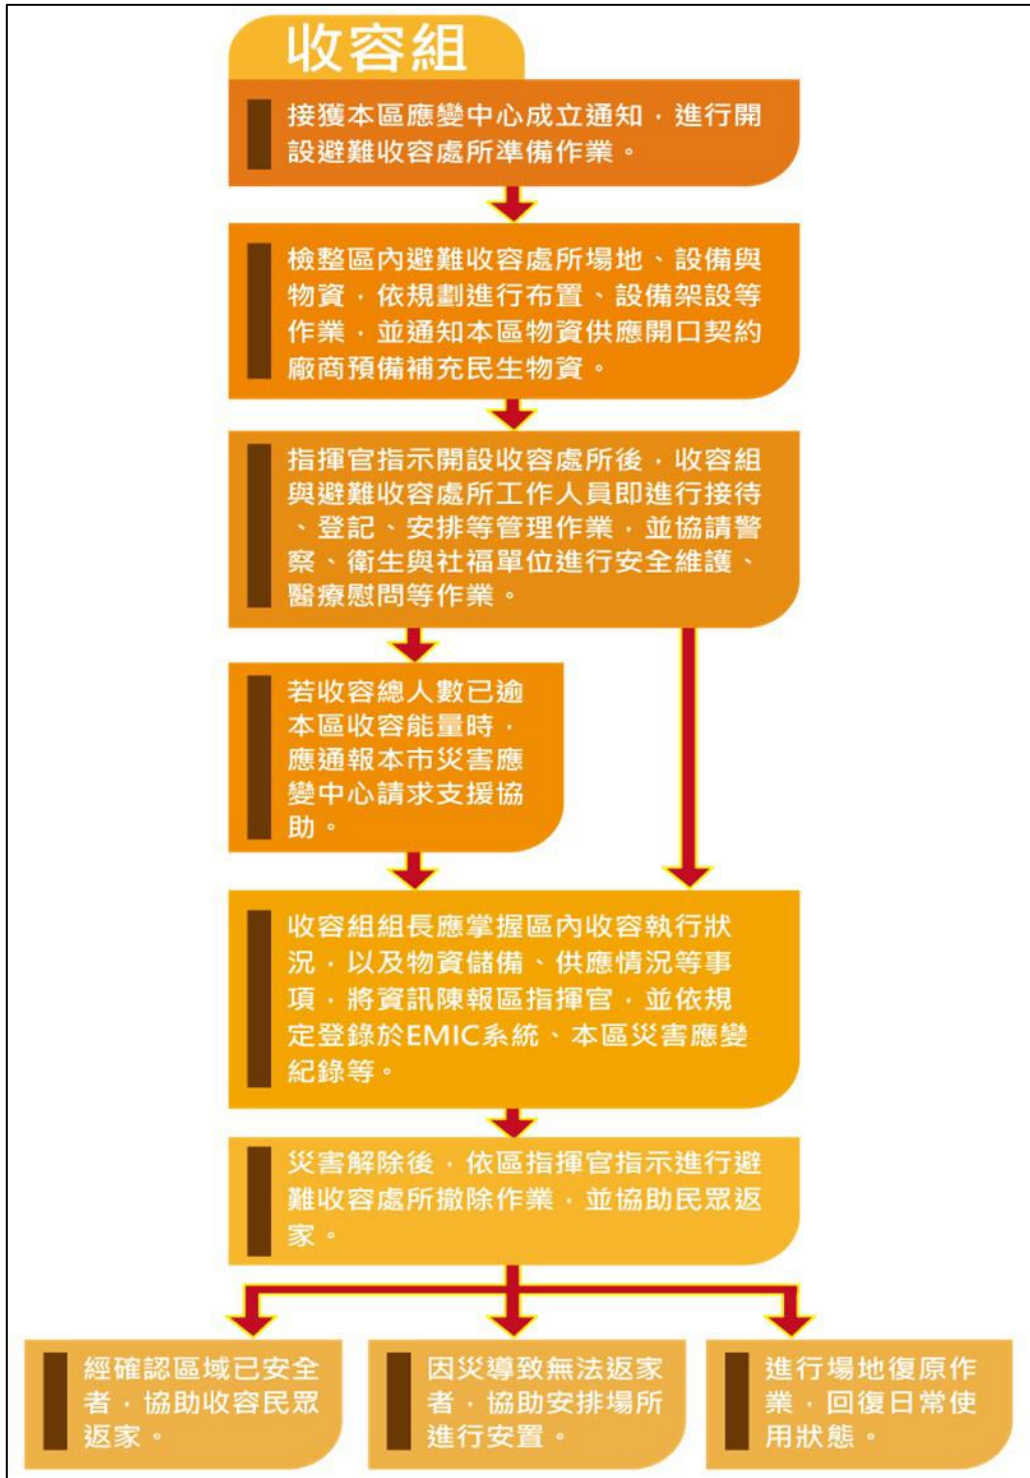 收容組
接獲本區應變中心成立通知，進行開
設避難收容處所準備作業。
檢整區內避難收容處所場地、設備與
物資，依規劃進行布置、設備架設等
作業，並通知本區物資供應開口契約
廠商預備補充民生物資。
指揮官指示開設收容處所後，收容組
與避難收容處所工作人員即進行接待
、登記、安排等管理作業，並協請警
察、衛生與社福單位進行安全維護、
醫療慰問等作業。
若收容總人數已逾
本區收容能量時，
應通報本市災害應
變中心請求支援協
助。
收容組組長應掌握區內收容執行狀
況，以及物資儲備、供應情況等事
項，將資訊陳報區指揮官，並依規
定登錄於EMIC系統、本區災害應變
紀錄等。
災害解除後，依區指揮官指示進行避
難收容處所撤除作業，並協助民眾返
家。
經確認區域已安全
者，協助收容民眾
返家。
因災導致無法返家
者，協助安排場所
進行安置。
進行場地復原作
業，回復日常使
用狀態。